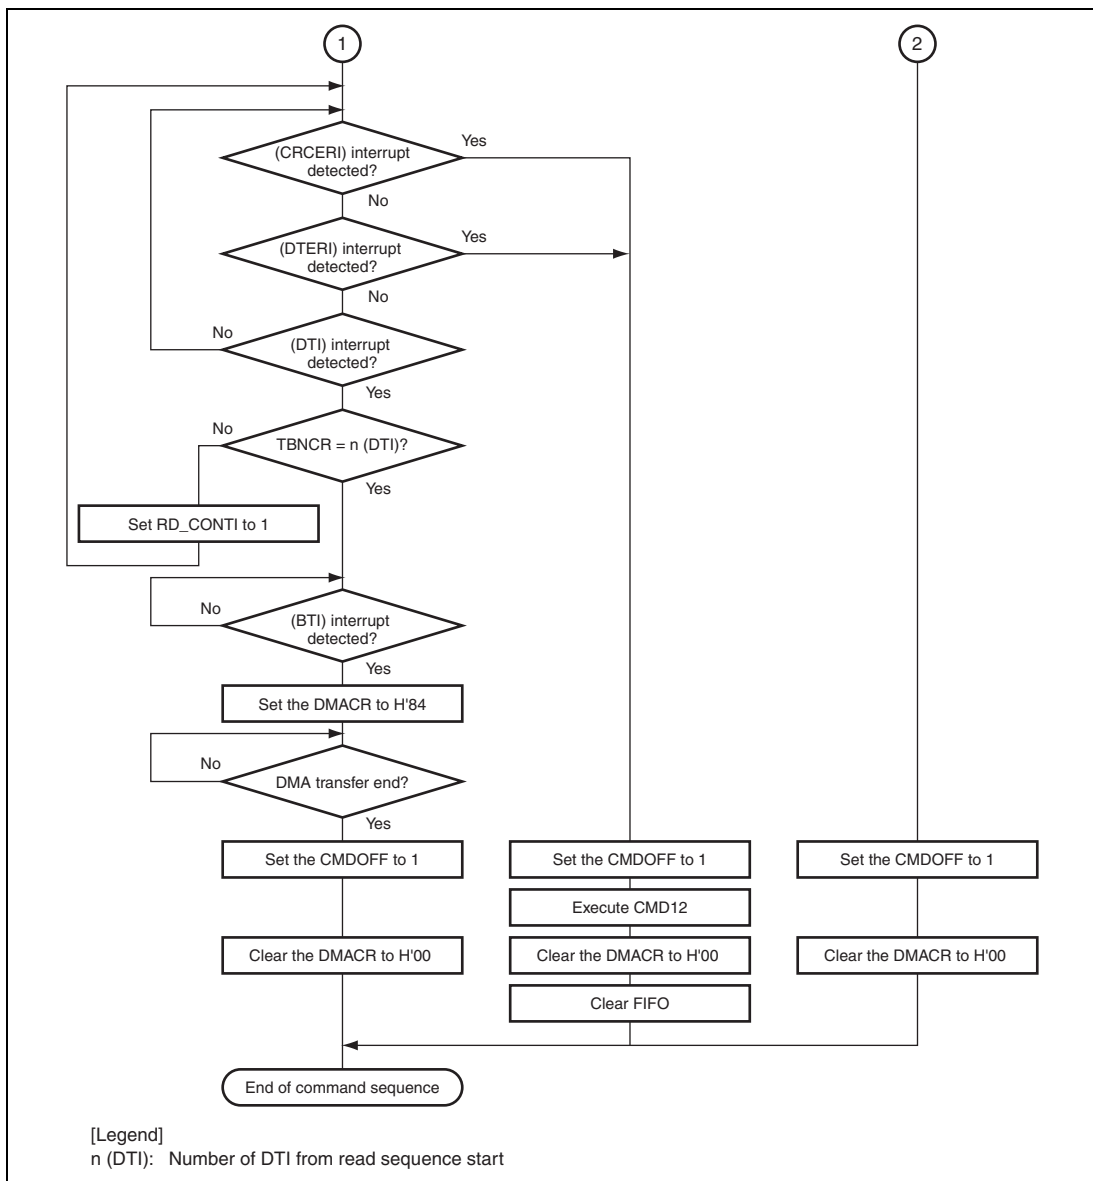 1
2
(CRCERI) interrupt
detected?
Yes
No
(DTERI) interrupt
detected?
Yes
No
No
(DTI) interrupt
detected?
Yes
No
TBNCR = n (DTI)?
Yes
Set RD_CONTI to 1
No
(BTI) interrupt
detected?
Yes
Set the DMACR to H'84
No
DMA transfer end?
Yes
Set the CMDOFF to 1
Set the CMDOFF to 1
Set the CMDOFF to 1
Execute CMD12
Clear the DMACR to H'00
Clear the DMACR to H'00
Clear the DMACR to H'00
Clear FIFO
End of command sequence
[Legend]
n (DTI): Number of DTI from read sequence start